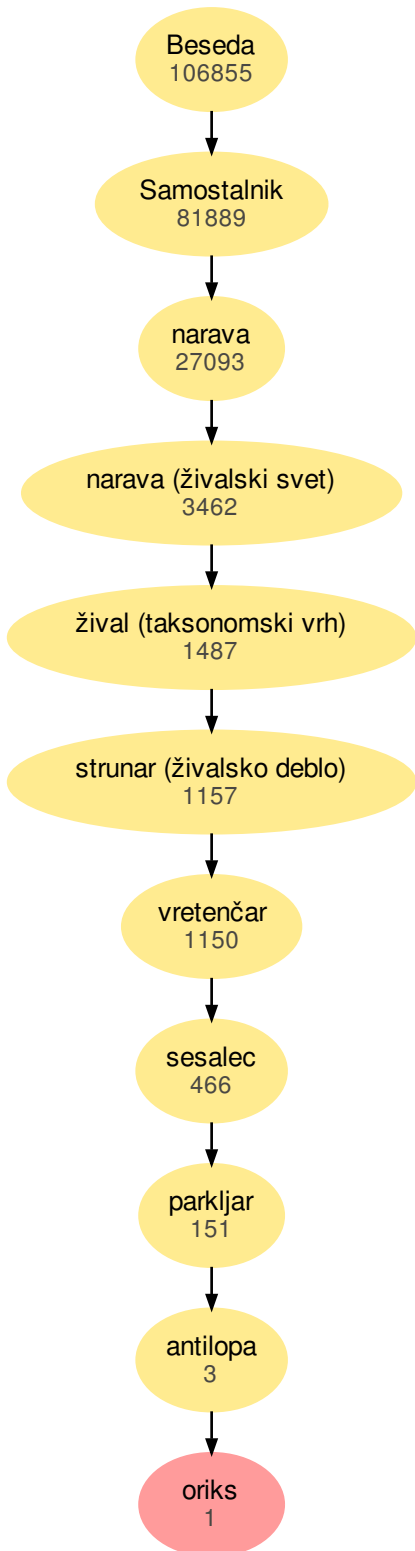 Beseda
106855
Samostalnik
81889
narava
27093
narava (živalski svet)
3462
žival (taksonomski vrh)
1487
strunar (živalsko deblo)
1157
vretenčar
1150
sesalec
466
parkljar
151
antilopa
3
oriks
1